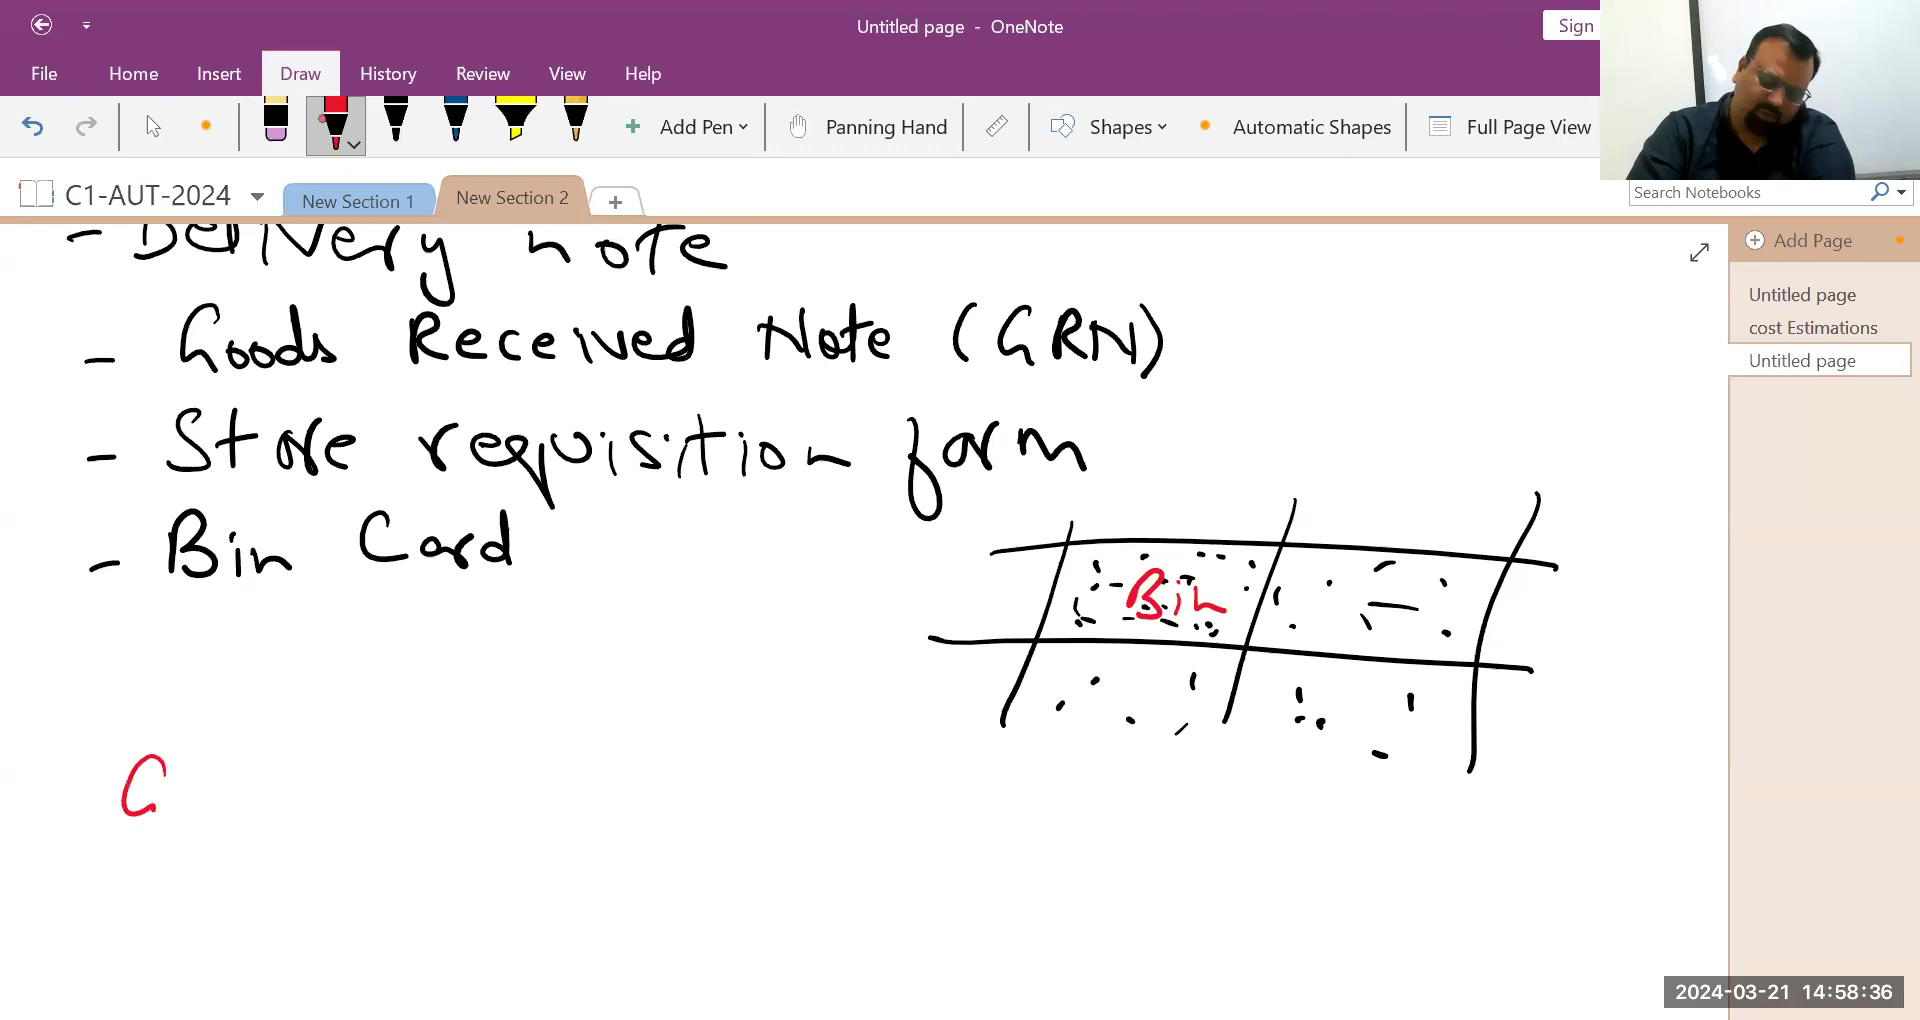 Untitled page - OneNote
Sign
File Home Insert Draw History Review View Help
Add Pen Panning Hand Shapes Automatic Shapes Full Page View
C1-AUT-2024 New Section 1 New Section 2
Search Notebooks
Add Page
Untitled page
cost Estimations
Untitled page
- Delivery note
- Goods Received Note (GRN)
- Store requisition form
- Bin Card
Bin
C
2024-03-21 14:58:36